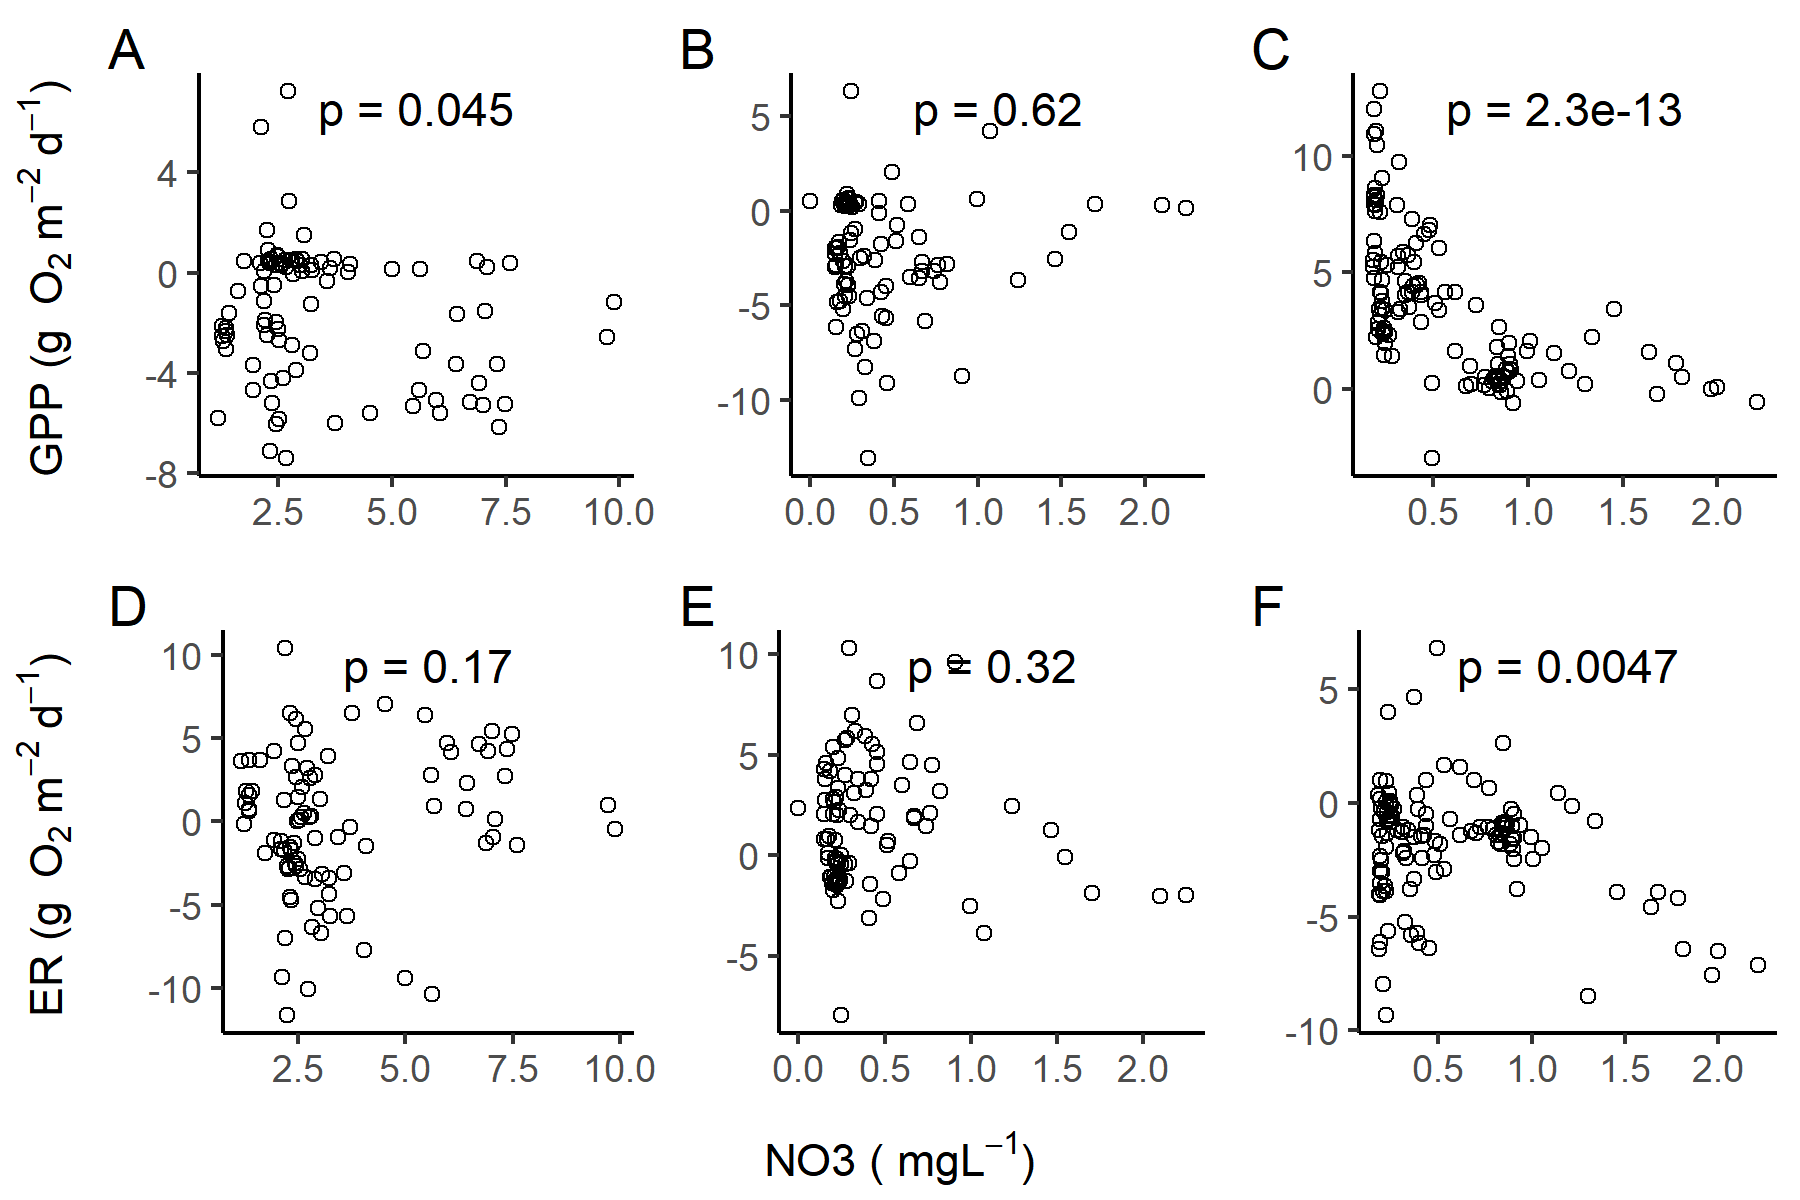 A
B
C
GPP (g O₂ m⁻² d⁻¹)
p = 0.045
p = 0.62
p = 2.3e-13
4
0
-4
-8
5
0
-5
-10
10
5
0
2.5 5.0 7.5 10.0
0.0 0.5 1.0 1.5 2.0
0.5 1.0 1.5 2.0
D
E
F
ER (g O₂ m⁻² d⁻¹)
p = 0.17
p = 0.32
p = 0.0047
10
5
0
-5
-10
10
5
0
-5
5
0
-5
-10
2.5 5.0 7.5 10.0
0.0 0.5 1.0 1.5 2.0
0.5 1.0 1.5 2.0
NO3 ( mgL⁻¹)